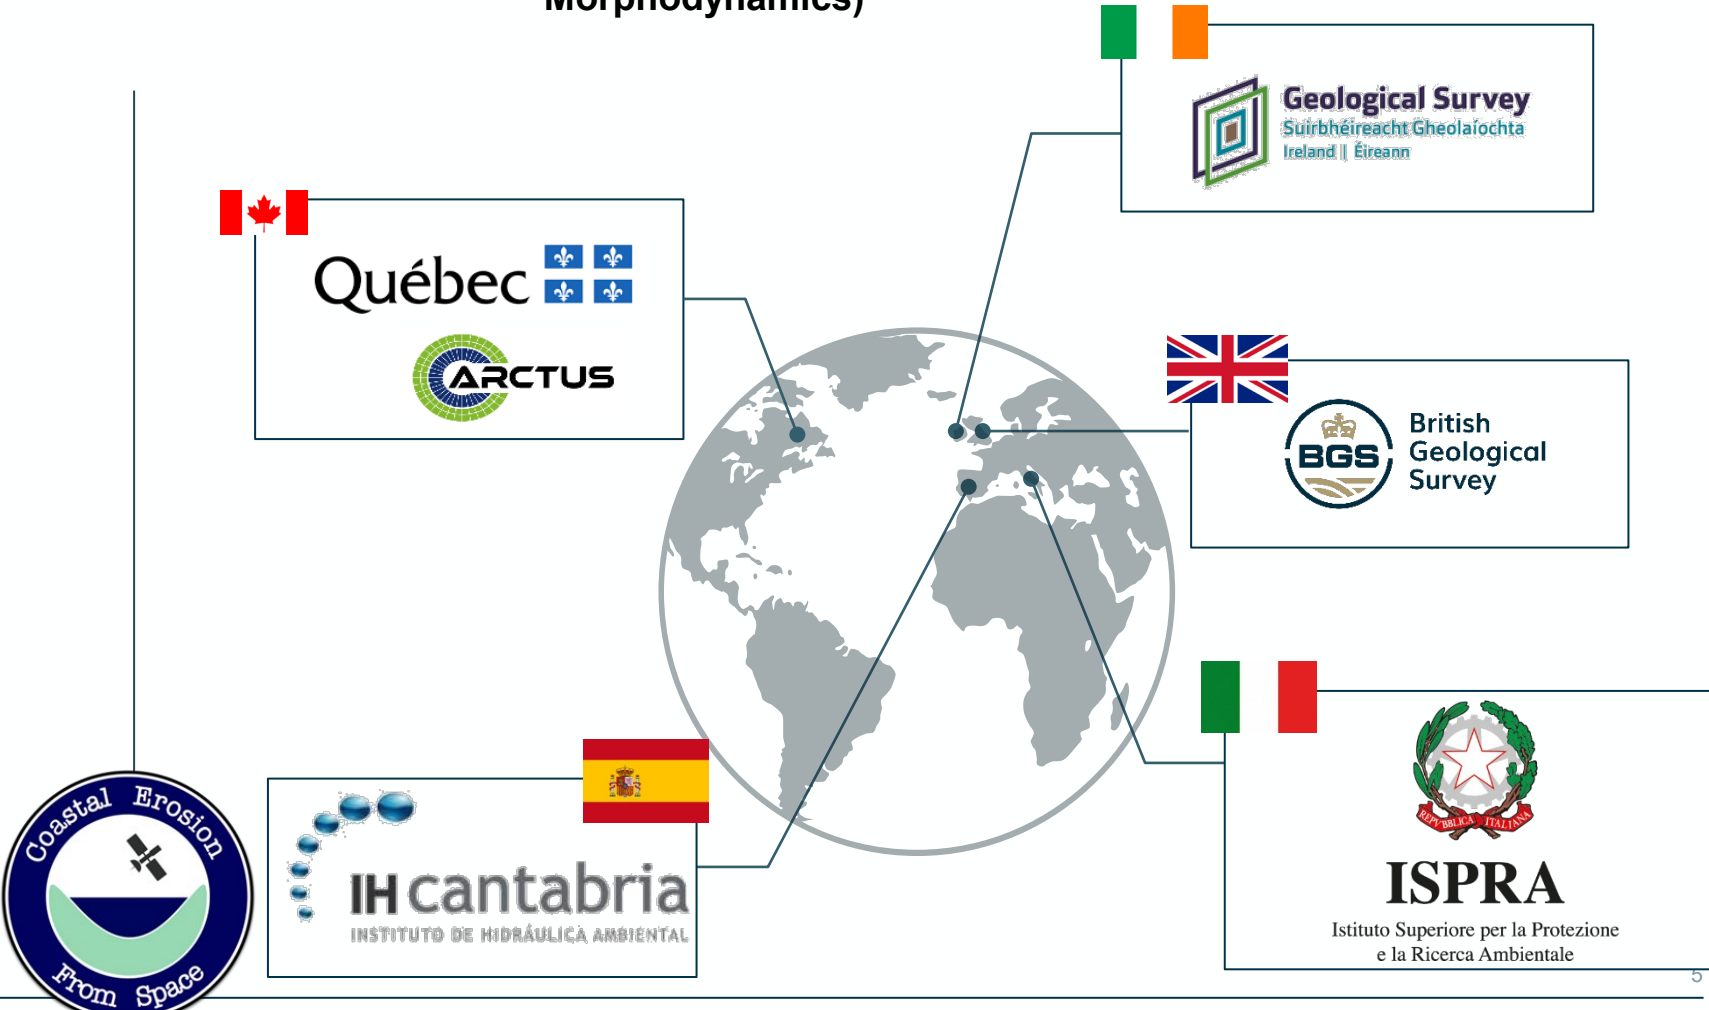 Morphodynamics)
Geological Survey
Suirbhéireacht Gheolaíochta
Ireland | Éireann
Québec
ARCTUS
BGS
British
Geological
Survey
IH cantabria
INSTITUTO DE HIDRÁULICA AMBIENTAL
REPVBBLICA ITALIANA
ISPRA
Istituto Superiore per la Protezione
e la Ricerca Ambientale
Coastal Erosion
From Space
5